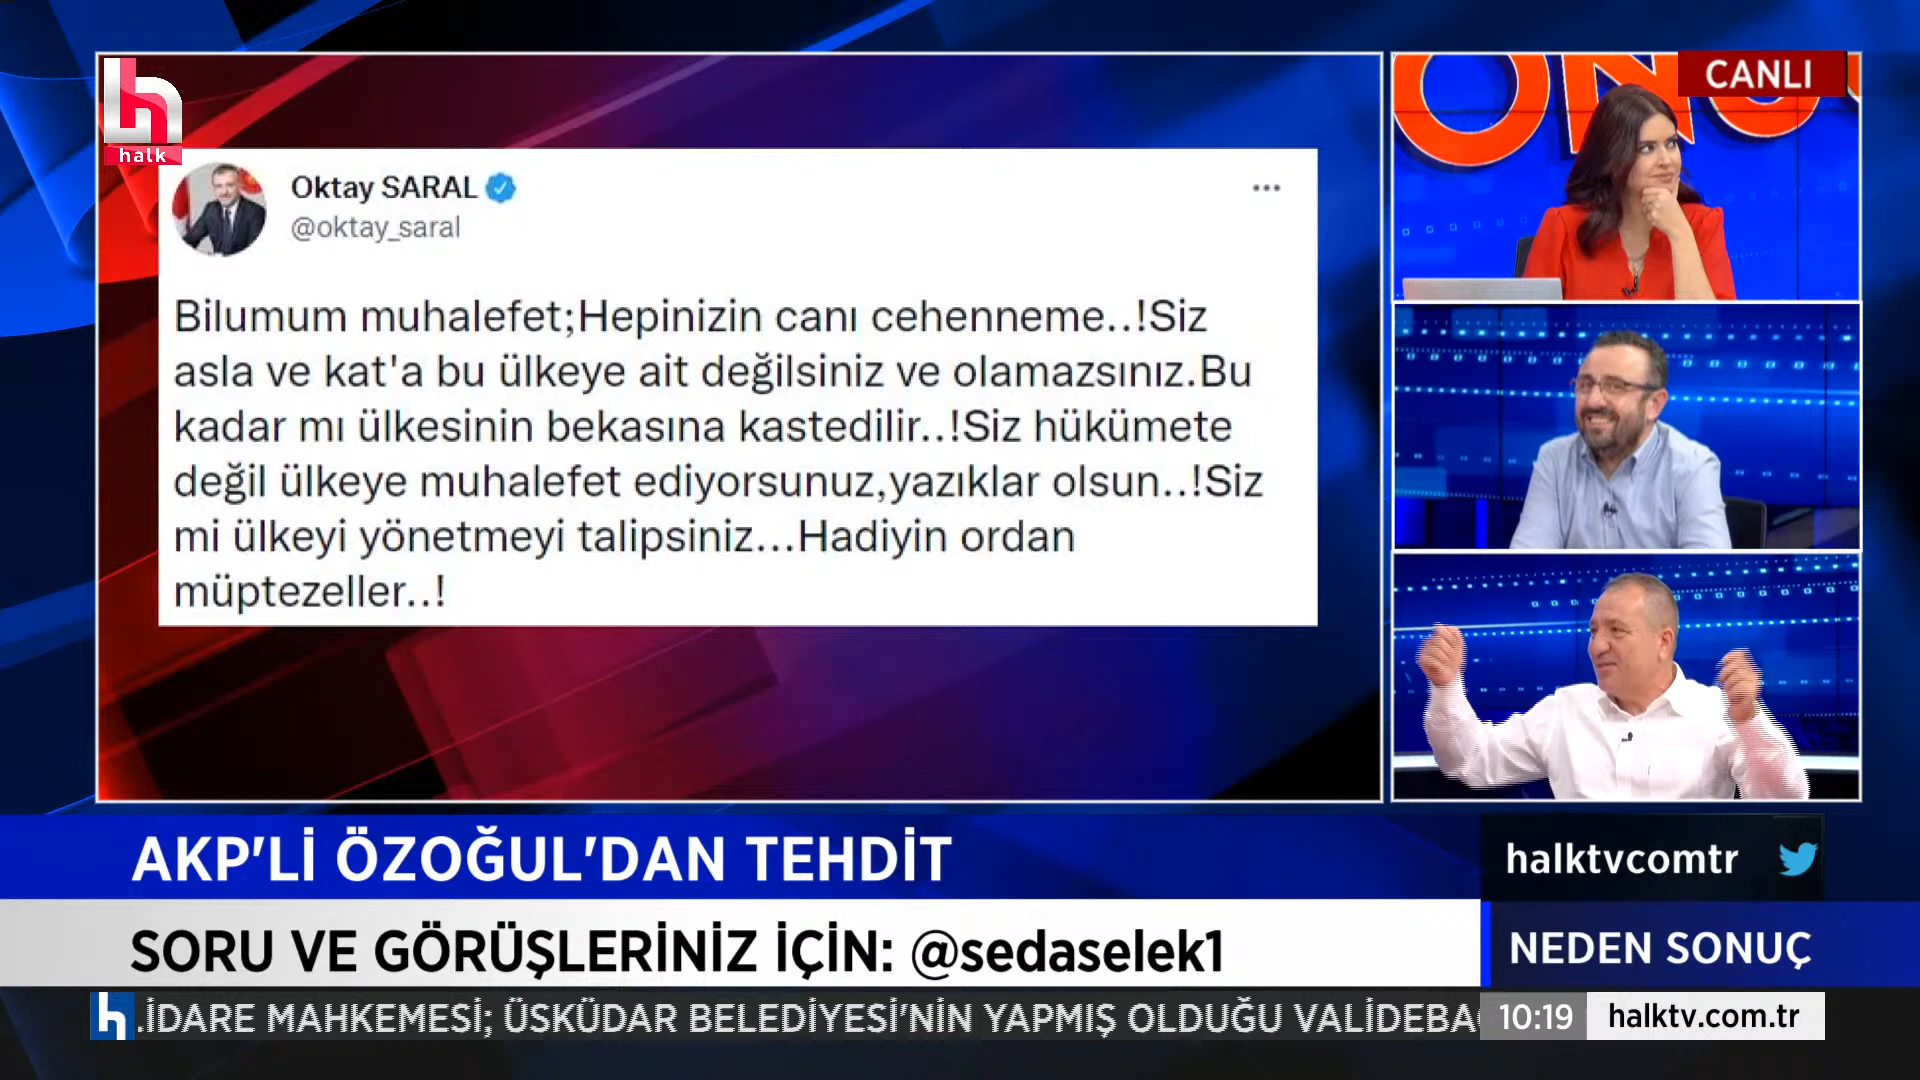 CANLI
h
halk
Oktay SARAL
@oktay_saral
Bilumum muhalefet;Hepinizin canı cehenneme..!Siz
asla ve kat'a bu ülkeye ait değilsiniz ve olamazsınız.Bu
kadar mı ülkesinin bekasına kastedilir..!Siz hükümete
değil ülkeye muhalefet ediyorsunuz,yazıklar olsun..!Siz
mi ülkeyi yönetmeyi talipsiniz...Hadiyin ordan
müptezeller..!
AKP'Lİ ÖZOĞUL'DAN TEHDİT
halktvcomtr
SORU VE GÖRÜŞLERİNİZ İÇİN: @sedaselek1
NEDEN SONUÇ
h .İDARE MAHKEMESİ; ÜSKÜDAR BELEDİYESİ'NİN YAPMIŞ OLDUĞU VALİDEBA
10:19
halktv.com.tr